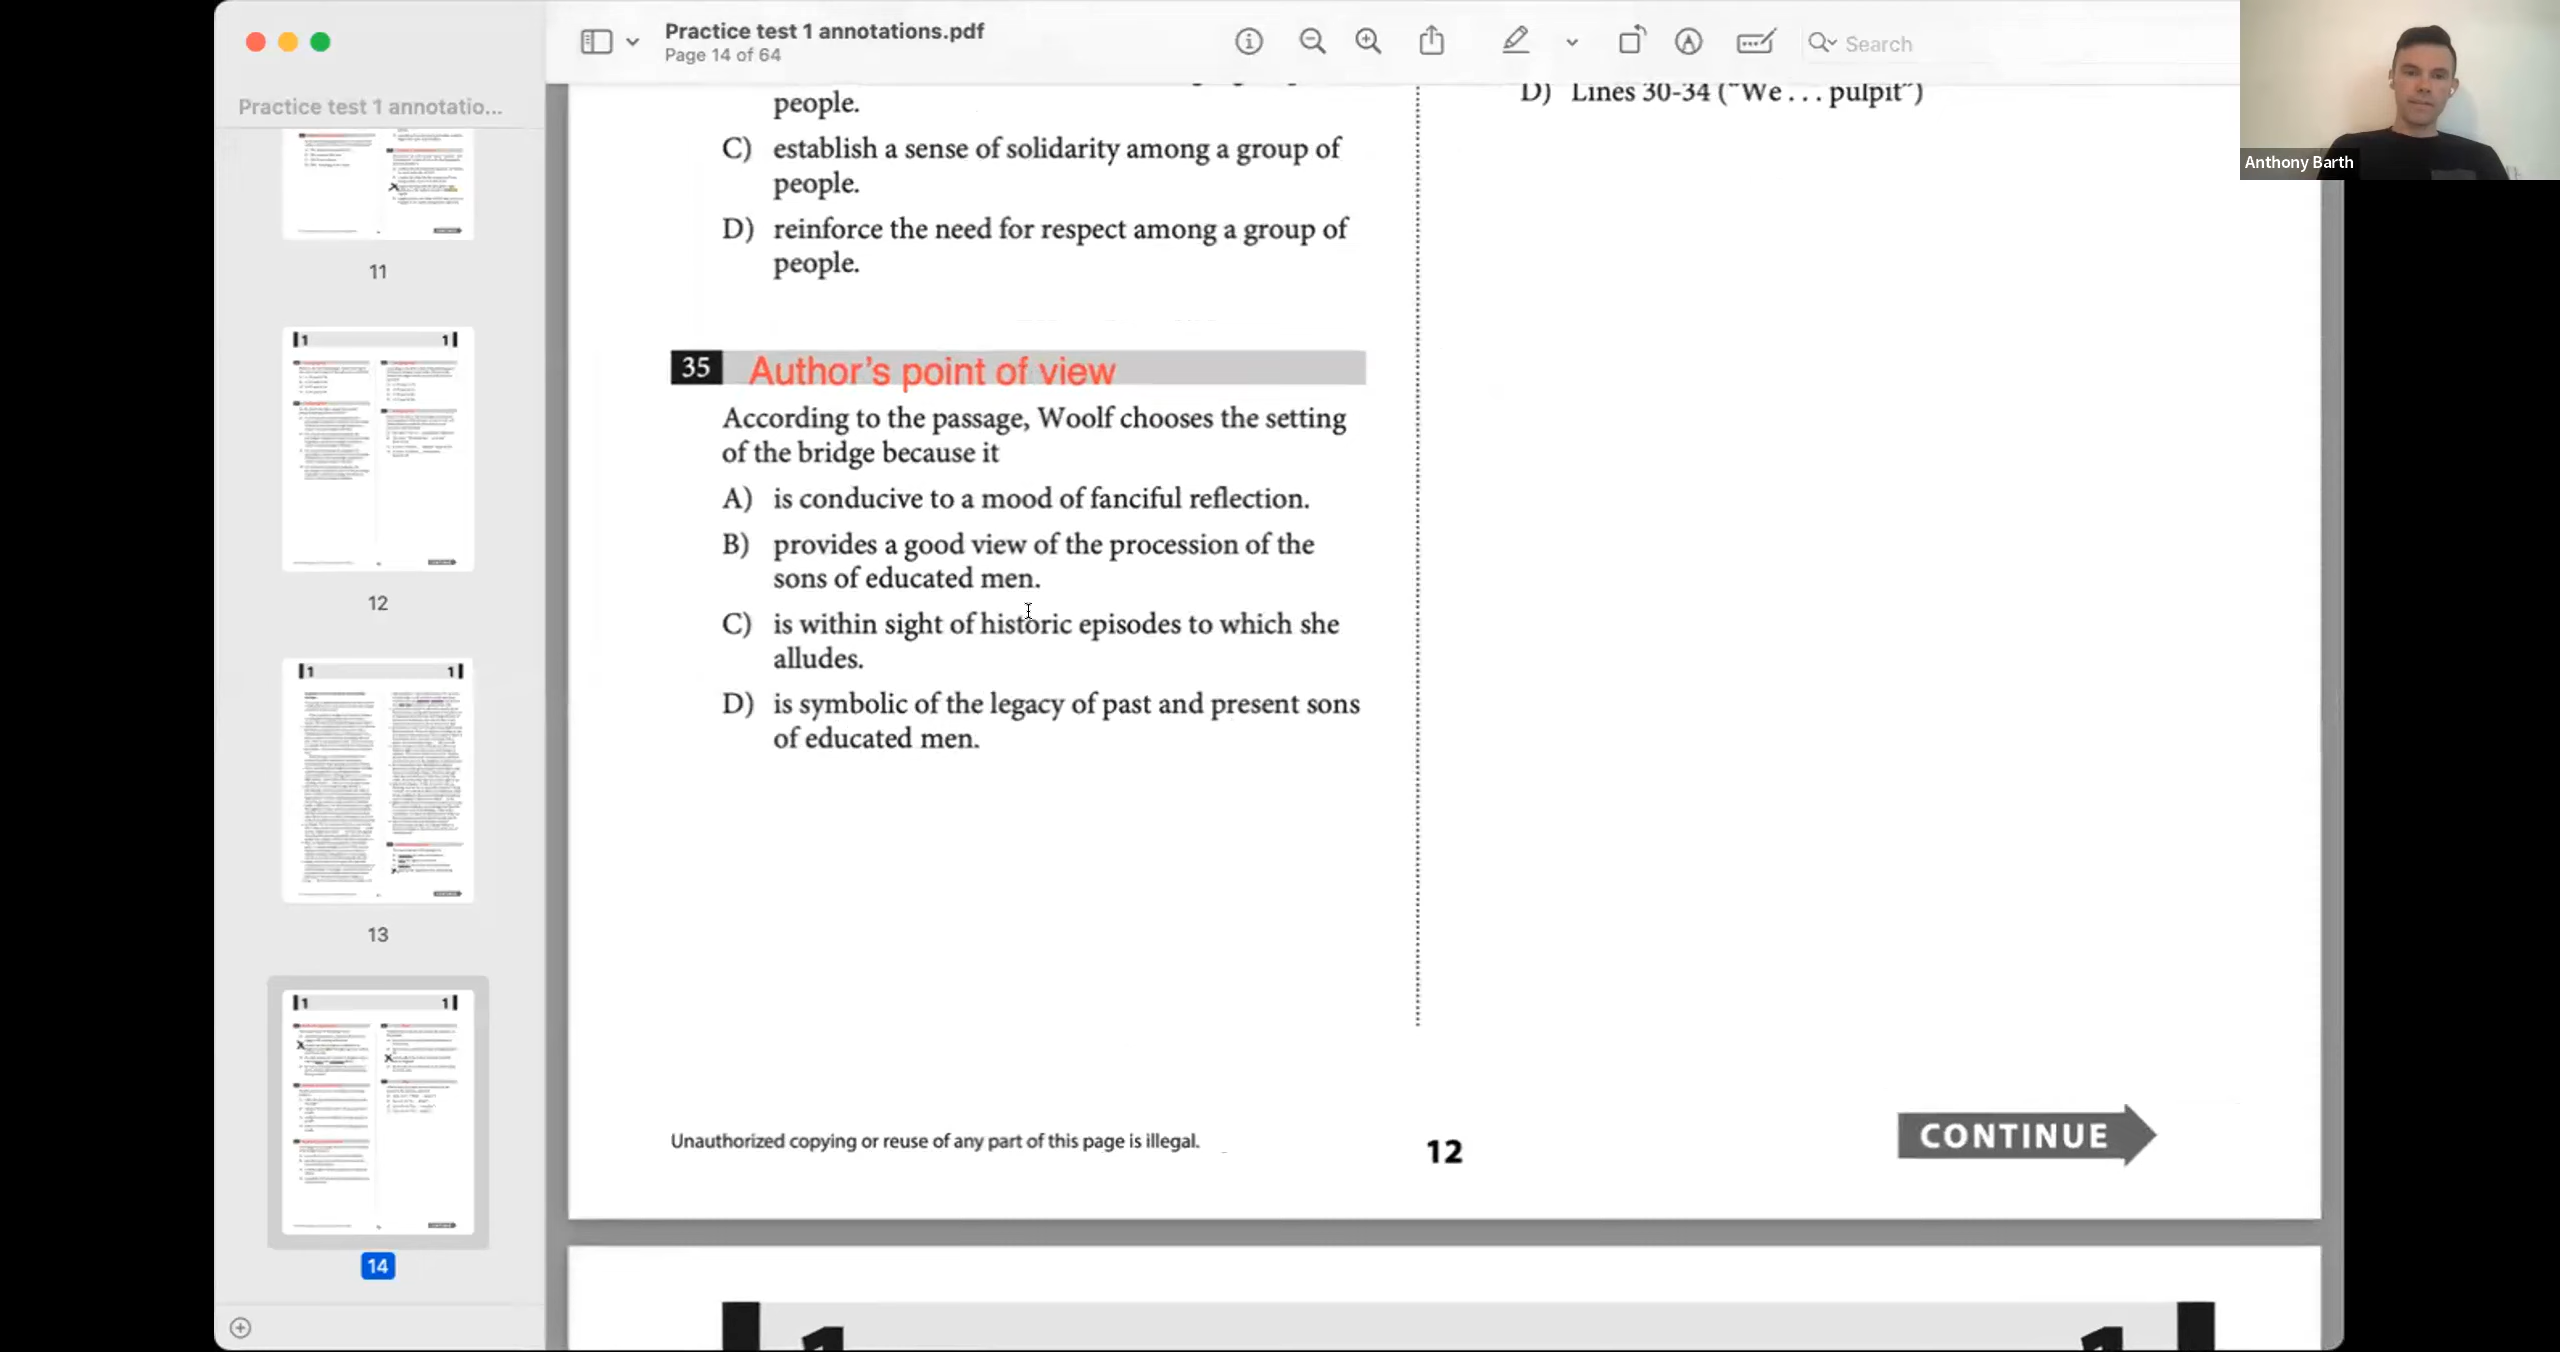 Practice test 1 annotations.pdf
Page 14 of 64
Search
Anthony Barth
Practice test 1 annotatio...
11
12
13
14
people.
C) establish a sense of solidarity among a group of
people.
D) reinforce the need for respect among a group of
people.
35 Author's point of view
According to the passage, Woolf chooses the setting
of the bridge because it
A) is conducive to a mood of fanciful reflection.
B) provides a good view of the procession of the
sons of educated men.
C) is within sight of historic episodes to which she
alludes.
D) is symbolic of the legacy of past and present sons
of educated men.
D) Lines 30-34 ("We . . . pulpit")
Unauthorized copying or reuse of any part of this page is illegal.
12
CONTINUE